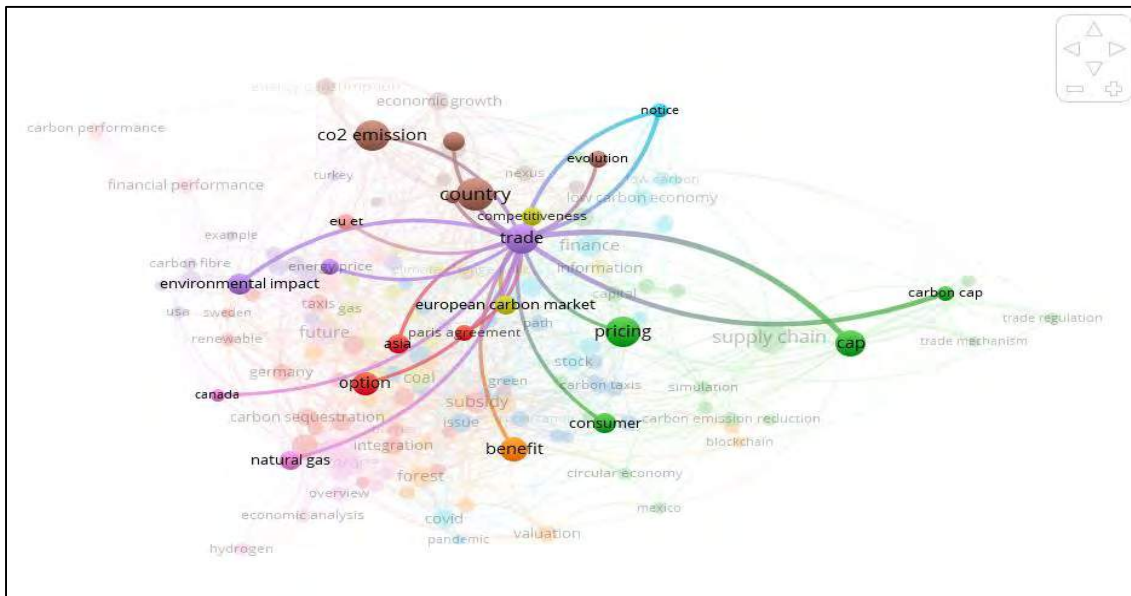 energy consumption
economic growth
notice
carbon performance
co2 emission
evolution
nexus
turkey
low carbon
financial performance
country
low carbon economy
competitiveness
eu et
trade
example
finance
carbon fibre
energy price
information
environmental impact
carbon cap
capital
european carbon market
usa
sweden
taxis
gas
trade regulation
path
future
paris agreement
pricing
supply chain
renewable
asia
cap
trade mechanism
stock
germany
option
coal
green
carbon taxis
simulation
canada
subsidy
carbon sequestration
issue
consumer
carbon emission reduction
integration
benefit
blockchain
natural gas
forest
circular economy
overview
economic analysis
covid
mexico
pandemic
valuation
hydrogen